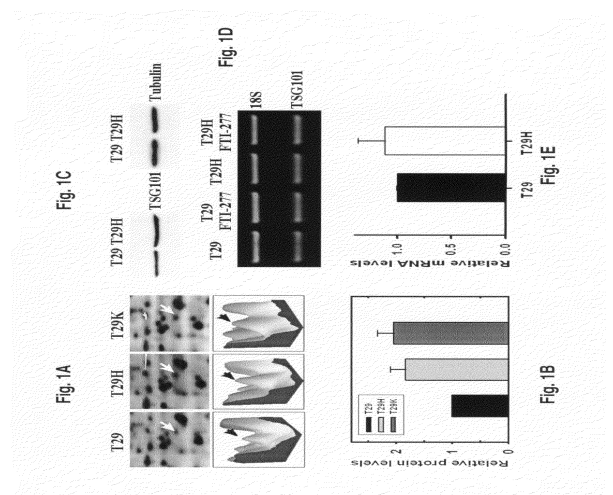 Fig. 1A
T29 T29H T29K
Fig. 1B
T29
T29H
T29K
Relative protein levels
0 1 2
Fig. 1C
T29 T29H T29 T29H
TSG101 Tubulin
Fig. 1D
T29 T29 T29H T29H
FTI-277 FTI-277
18S
TSG101
Relative mRNA levels
0.0 0.5 1.0
T29 T29H
Fig. 1E